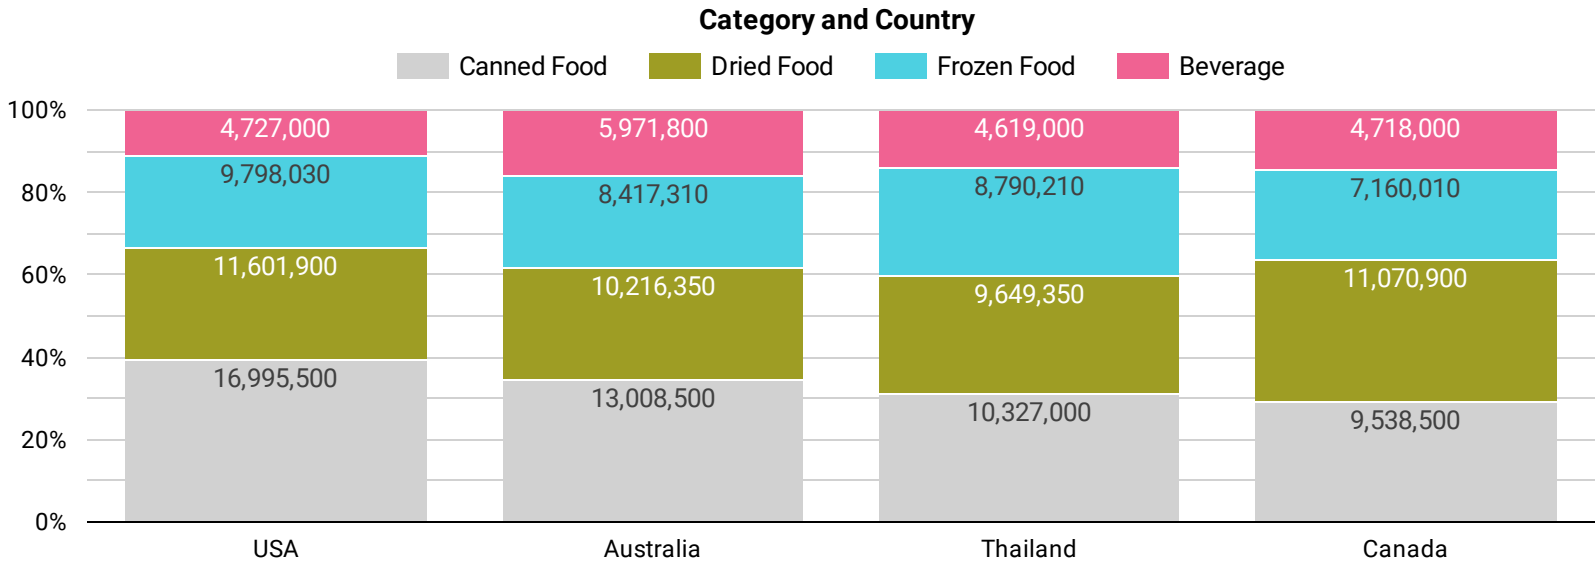 Category and Country
Canned Food Dried Food Frozen Food Beverage
100%
4,727,000 5,971,800 4,619,000 4,718,000
9,798,030 8,417,310 8,790,210 7,160,010
80%
11,601,900 10,216,350 9,649,350 11,070,900
60%
40%
16,995,500 13,008,500 10,327,000 9,538,500
20%
0%
USA Australia Thailand Canada